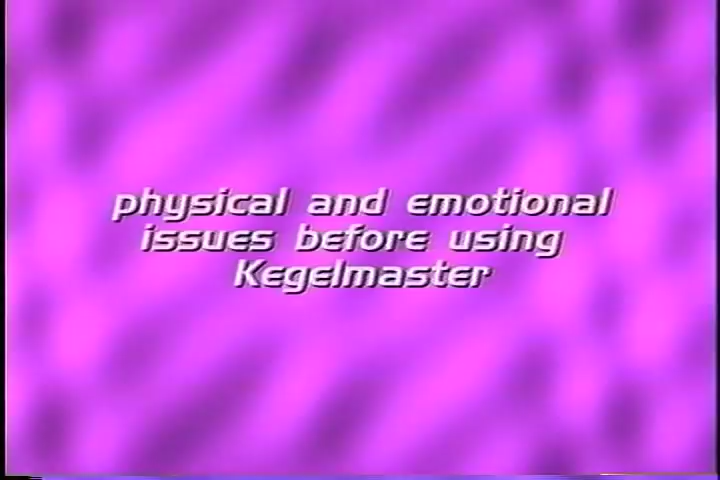 physical and emotional
issues before using
Kegelmaster